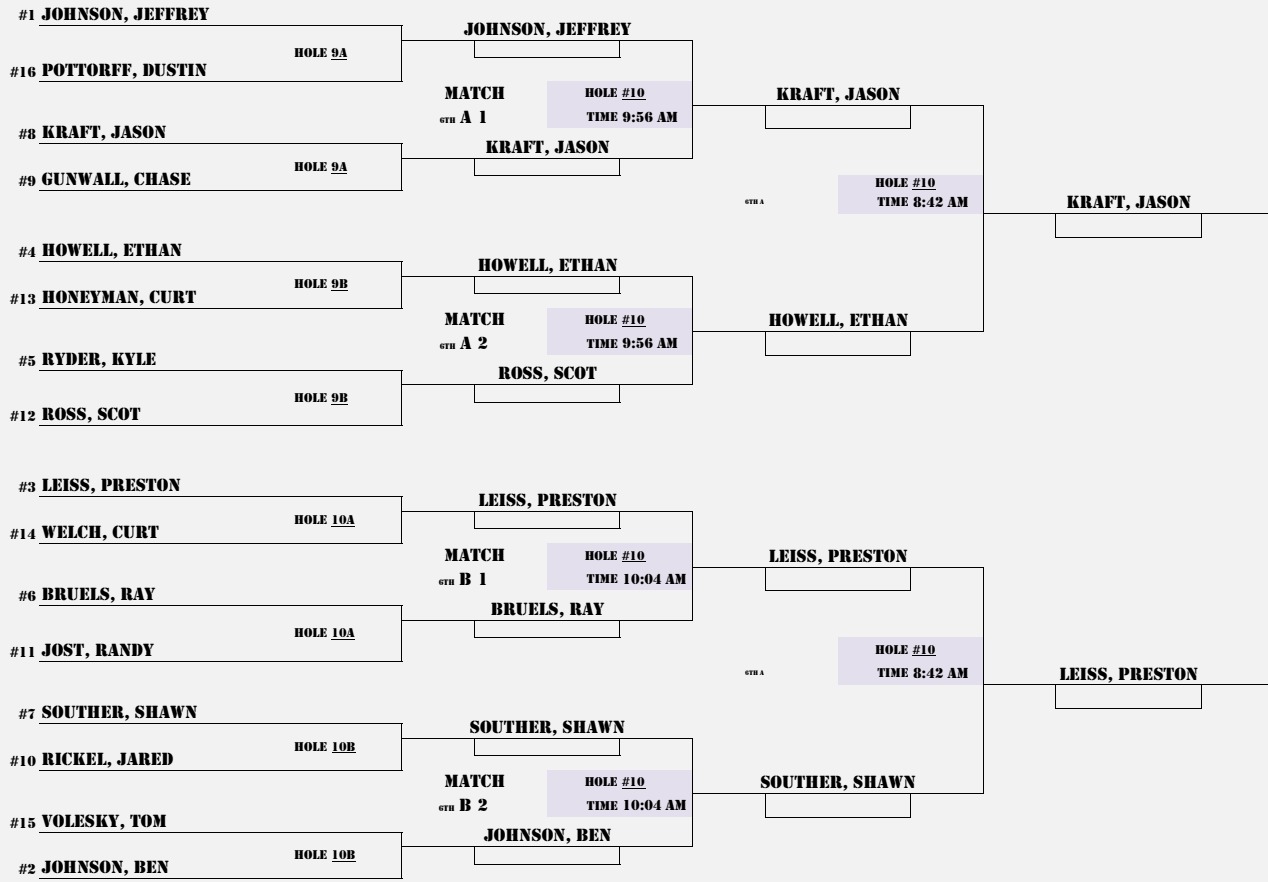 #1 JOHNSON, JEFFREY
HOLE 9A
#16 POTTORFF, DUSTIN
#8 KRAFT, JASON
HOLE 9A
#9 GUNWALL, CHASE
#4 HOWELL, ETHAN
HOLE 9B
#13 HONEYMAN, CURT
#5 RYDER, KYLE
HOLE 9B
#12 ROSS, SCOT
#3 LEISS, PRESTON
HOLE 10A
#14 WELCH, CURT
#6 BRUELS, RAY
HOLE 10A
#11 JOST, RANDY
#7 SOUTHER, SHAWN
HOLE 10B
#10 RICKEL, JARED
#15 VOLESKY, TOM
HOLE 10B
#2 JOHNSON, BEN
JOHNSON, JEFFREY
MATCH HOLE #10
6TH A 1 TIME 9:56 AM
KRAFT, JASON
HOWELL, ETHAN
MATCH HOLE #10
6TH A 2 TIME 9:56 AM
ROSS, SCOT
LEISS, PRESTON
MATCH HOLE #10
6TH B 1 TIME 10:04 AM
BRUELS, RAY
SOUTHER, SHAWN
MATCH HOLE #10
6TH B 2 TIME 10:04 AM
JOHNSON, BEN
KRAFT, JASON
HOLE #10
6TH A TIME 8:42 AM
HOWELL, ETHAN
LEISS, PRESTON
HOLE #10
6TH A TIME 8:42 AM
SOUTHER, SHAWN
KRAFT, JASON
LEISS, PRESTON